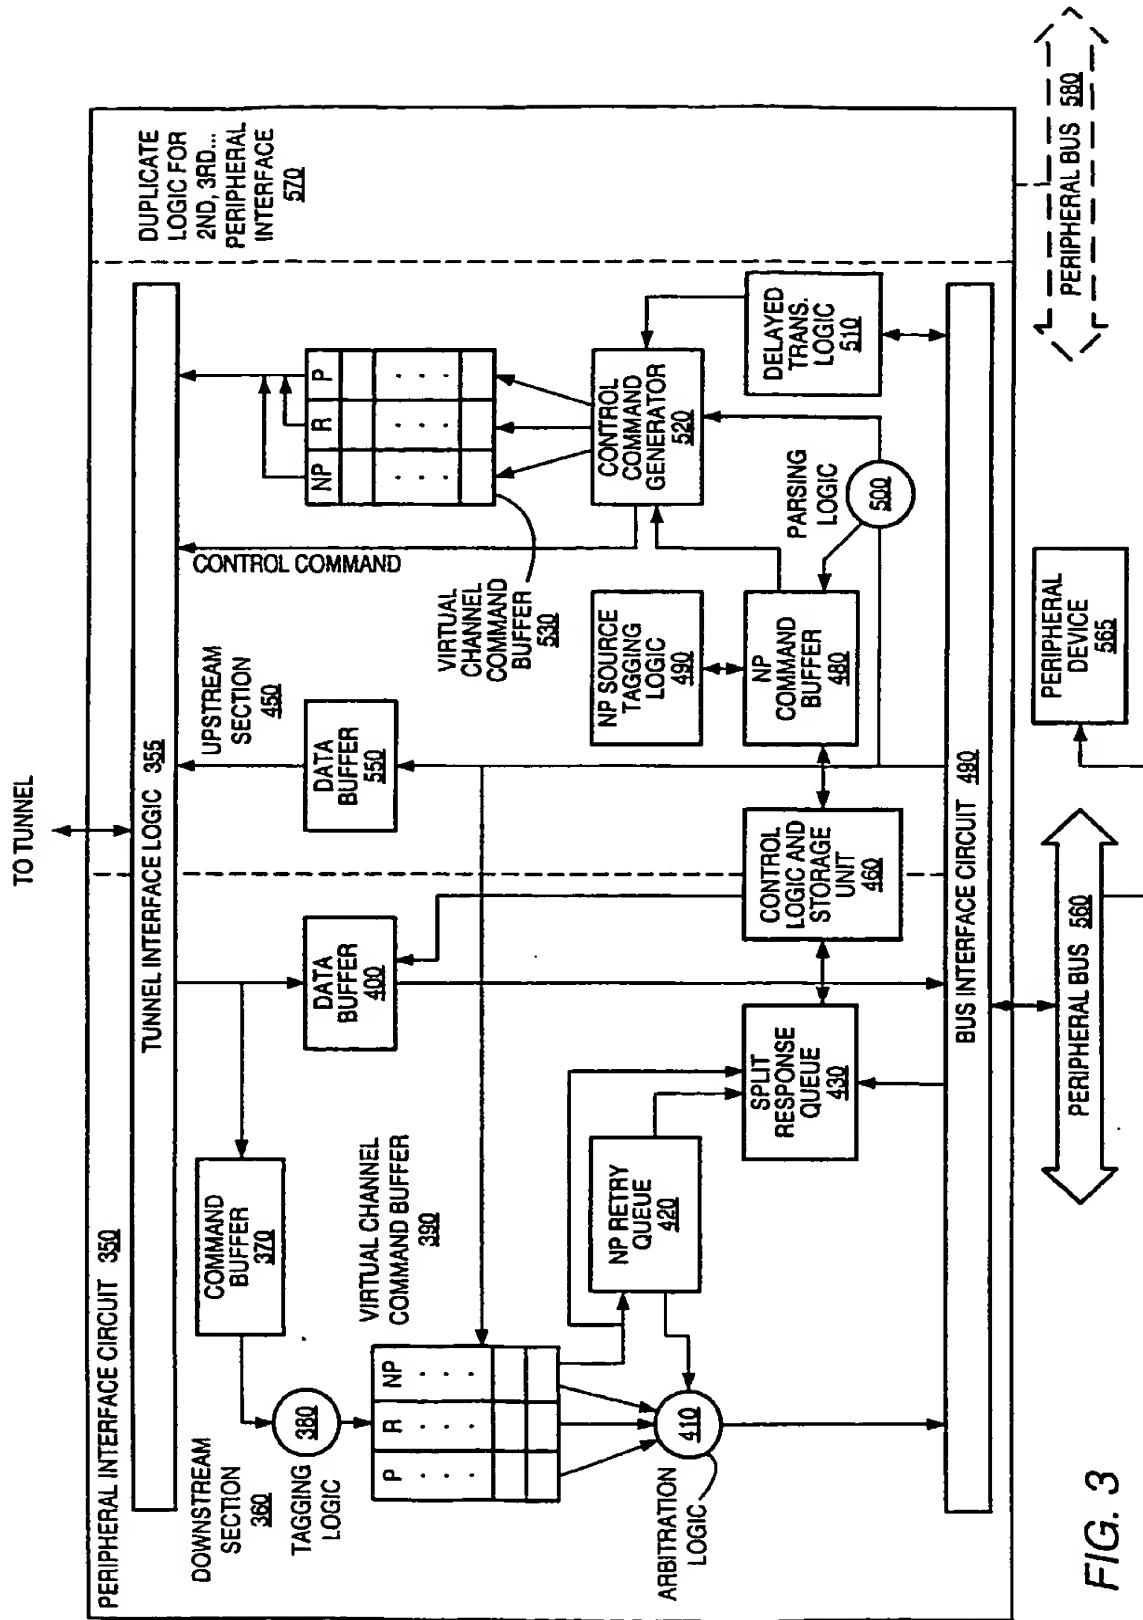 TO TUNNEL
PERIPHERAL INTERFACE CIRCUIT 350
TUNNEL INTERFACE LOGIC 355
DOWNSTREAM
SECTION
360
COMMAND
BUFFER
370
TAGGING
LOGIC
380
VIRTUAL CHANNEL
COMMAND BUFFER
390
P
R
NP
. . .
. . .
. . .
DATA
BUFFER
400
ARBITRATION
LOGIC
410
NP RETRY
QUEUE
420
SPLIT
RESPONSE
QUEUE
430
CONTROL
LOGIC AND
STORAGE
UNIT
460
UPSTREAM
SECTION
450
DATA
BUFFER
550
CONTROL COMMAND
VIRTUAL
CHANNEL
COMMAND
BUFFER
530
NP
R
P
. . .
. . .
. . .
NP SOURCE
TAGGING
LOGIC
490
NP
COMMAND
BUFFER
480
PARSING
LOGIC
500
CONTROL
COMMAND
GENERATOR
520
DELAYED
TRANS.
LOGIC
510
DUPLICATE
LOGIC FOR
2ND, 3RD...
PERIPHERAL
INTERFACE
570
BUS INTERFACE CIRCUIT 490
PERIPHERAL BUS 560
PERIPHERAL
DEVICE
565
PERIPHERAL BUS 580
FIG. 3